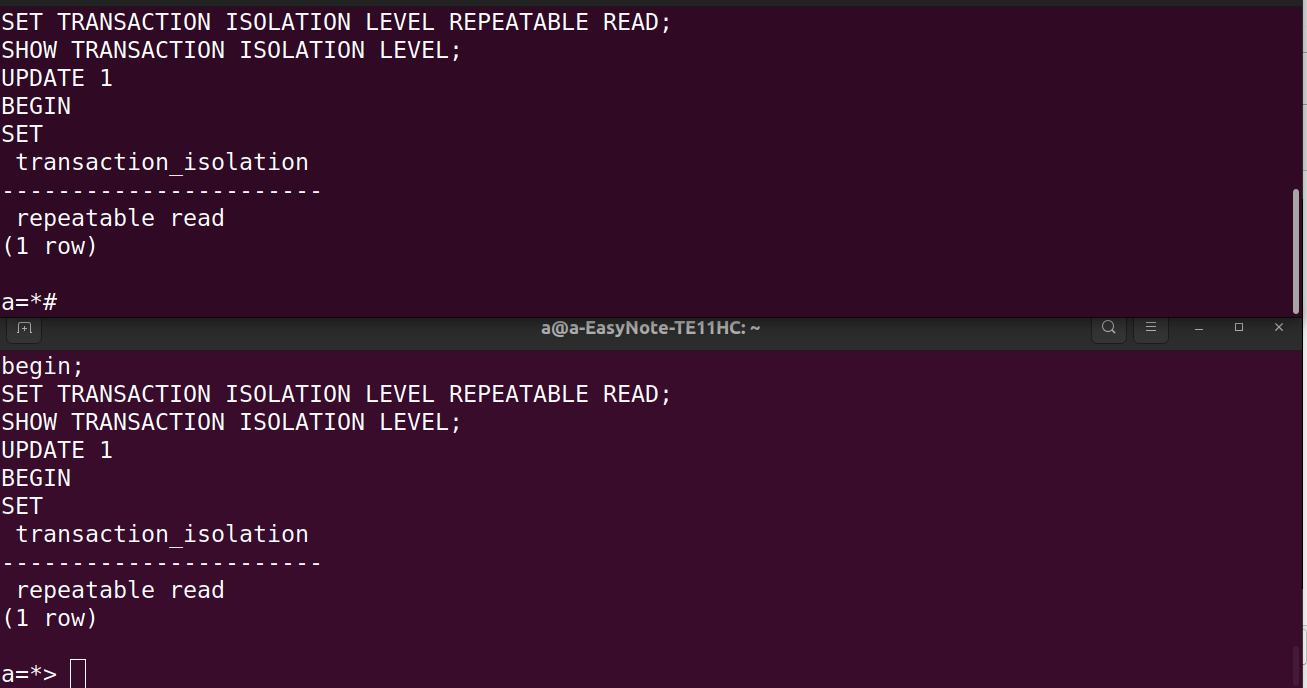 SET TRANSACTION ISOLATION LEVEL REPEATABLE READ;
SHOW TRANSACTION ISOLATION LEVEL;
UPDATE 1
BEGIN
SET
 transaction_isolation
-----------------------
 repeatable read
(1 row)

a=*#
a@a-EasyNote-TE11HC: ~
begin;
SET TRANSACTION ISOLATION LEVEL REPEATABLE READ;
SHOW TRANSACTION ISOLATION LEVEL;
UPDATE 1
BEGIN
SET
 transaction_isolation
-----------------------
 repeatable read
(1 row)

a=*>